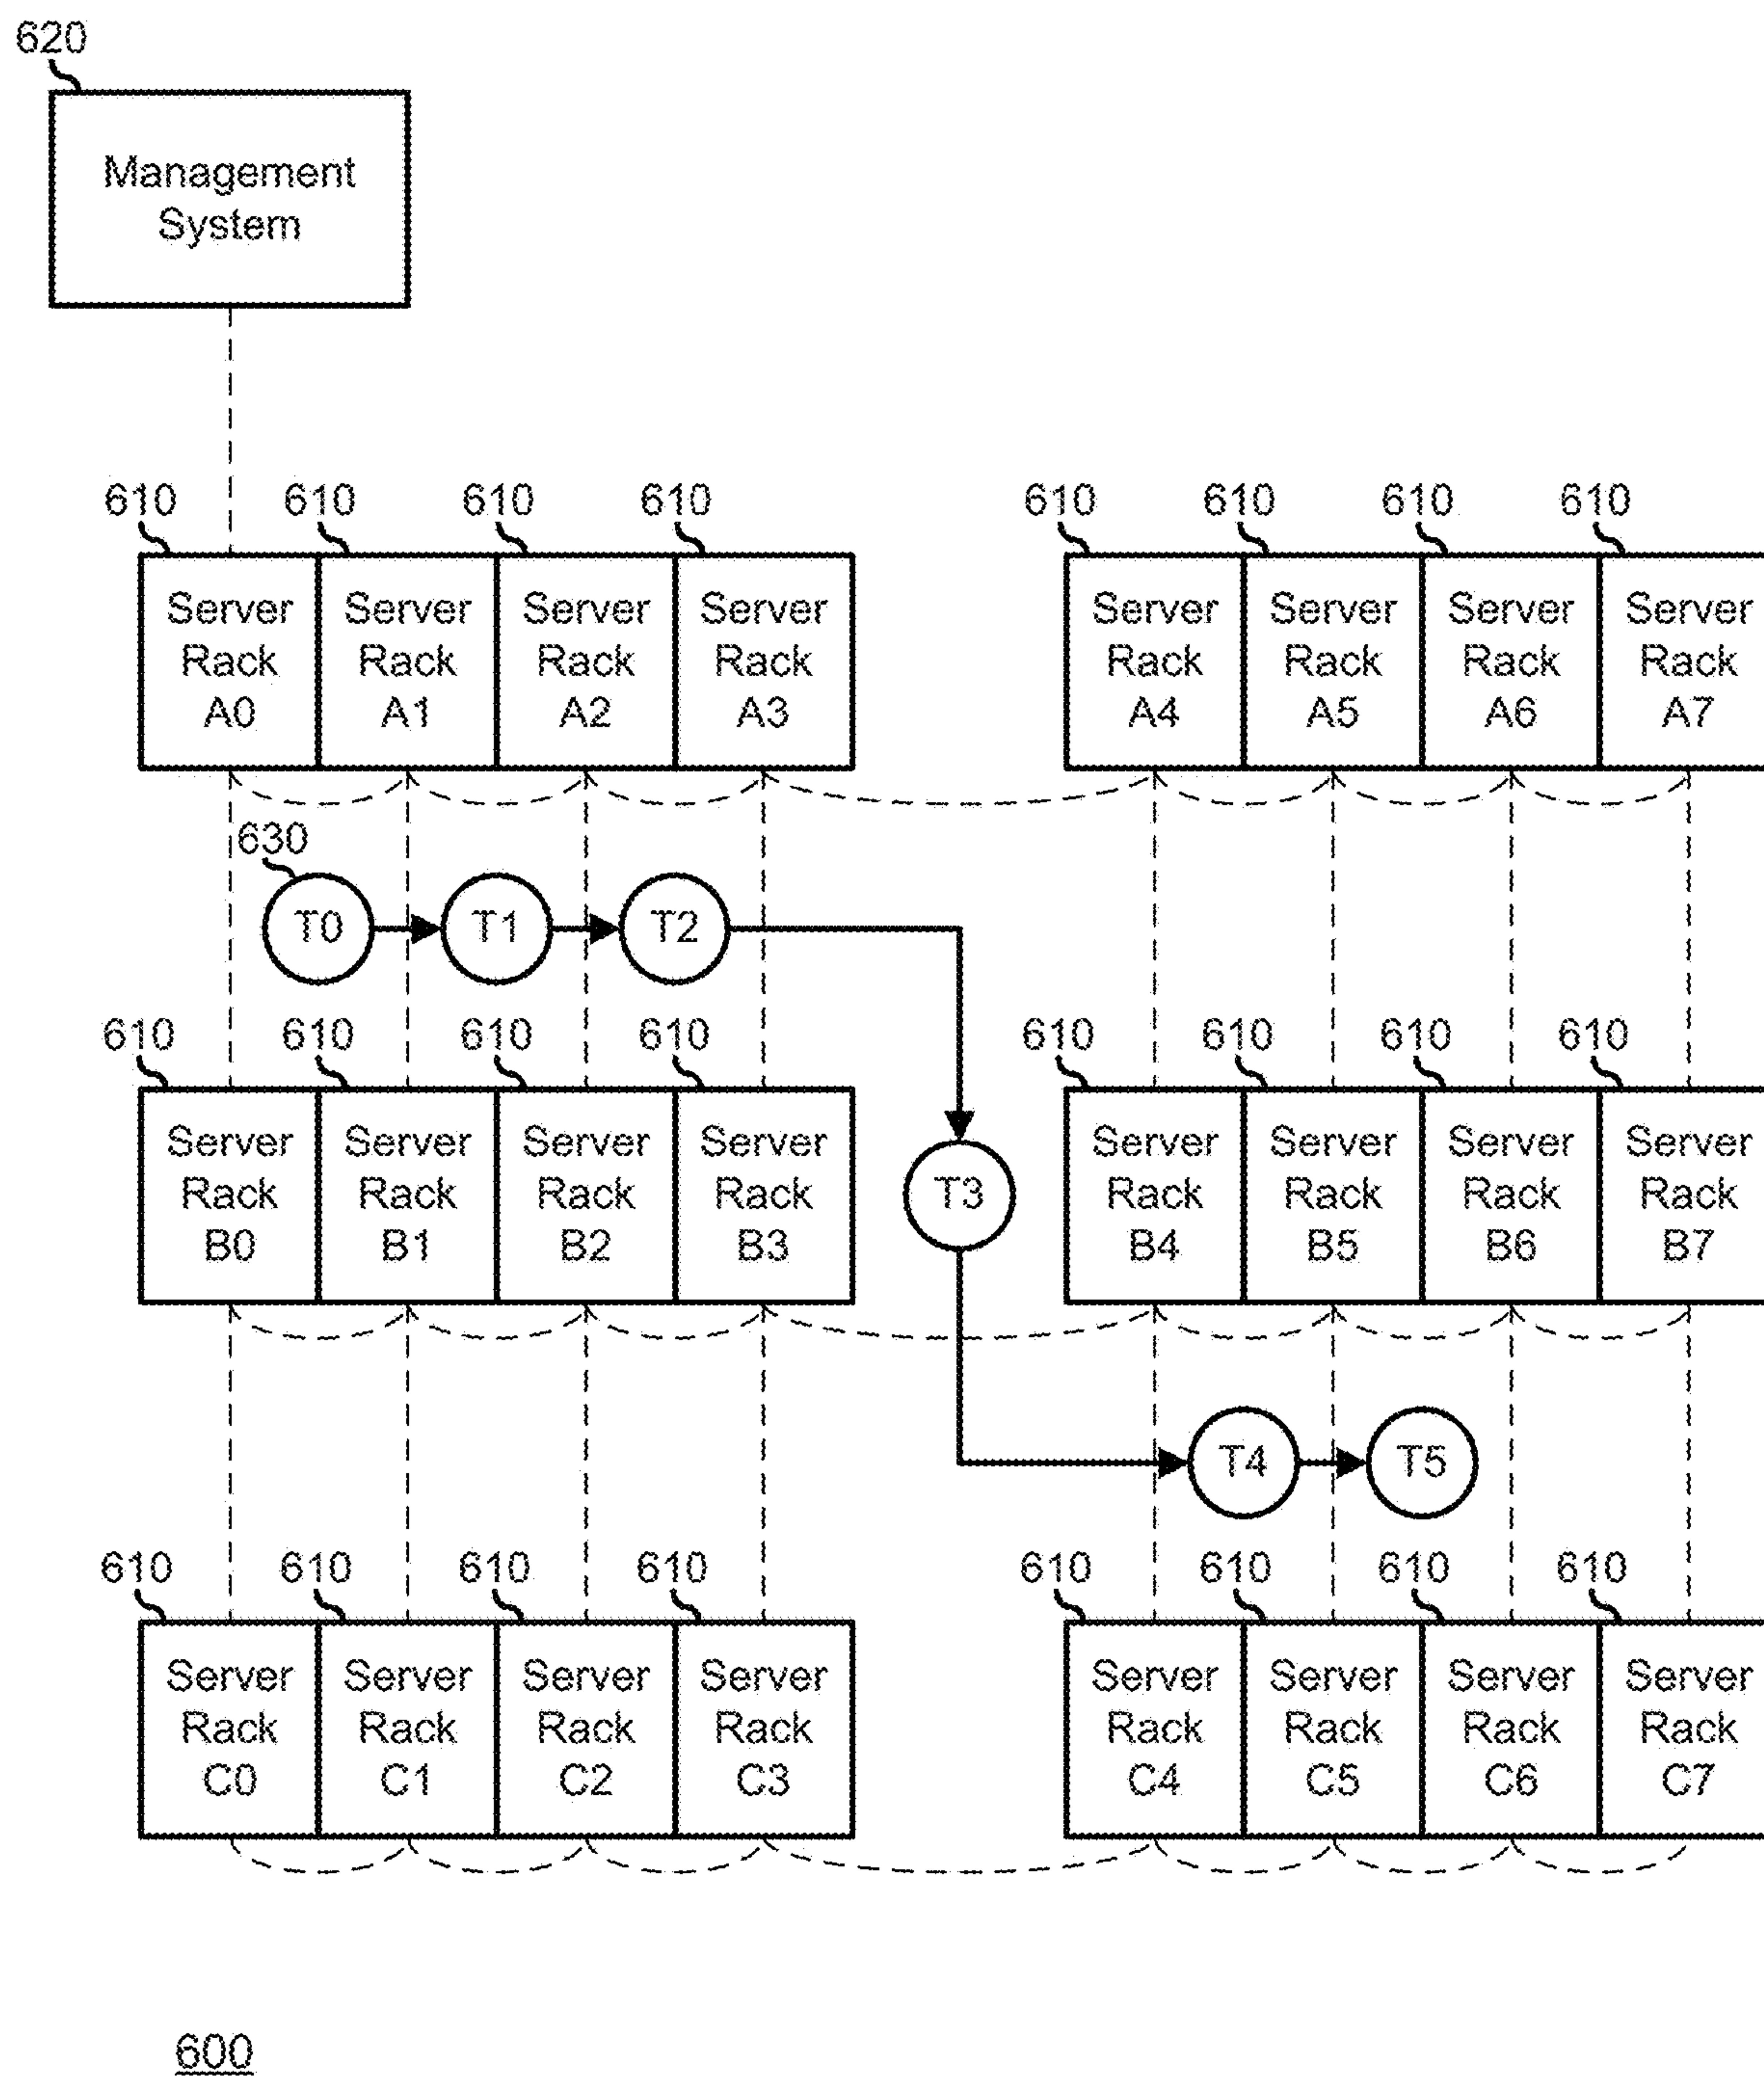 620
Management
System
610 610 610 610 610 610 610 610
Server Server Server Server Server Server Server Server
Rack Rack Rack Rack Rack Rack Rack Rack
A0 A1 A2 A3 A4 A5 A6 A7
630
T0 T1 T2
610 610 610 610 610 610 610 610
Server Server Server Server Server Server Server Server
Rack Rack Rack Rack T3 Rack Rack Rack Rack
B0 B1 B2 B3 B4 B5 B6 B7
T4 T5
610 610 610 610 610 610 610 610
Server Server Server Server Server Server Server Server
Rack Rack Rack Rack Rack Rack Rack Rack
C0 C1 C2 C3 C4 C5 C6 C7
600